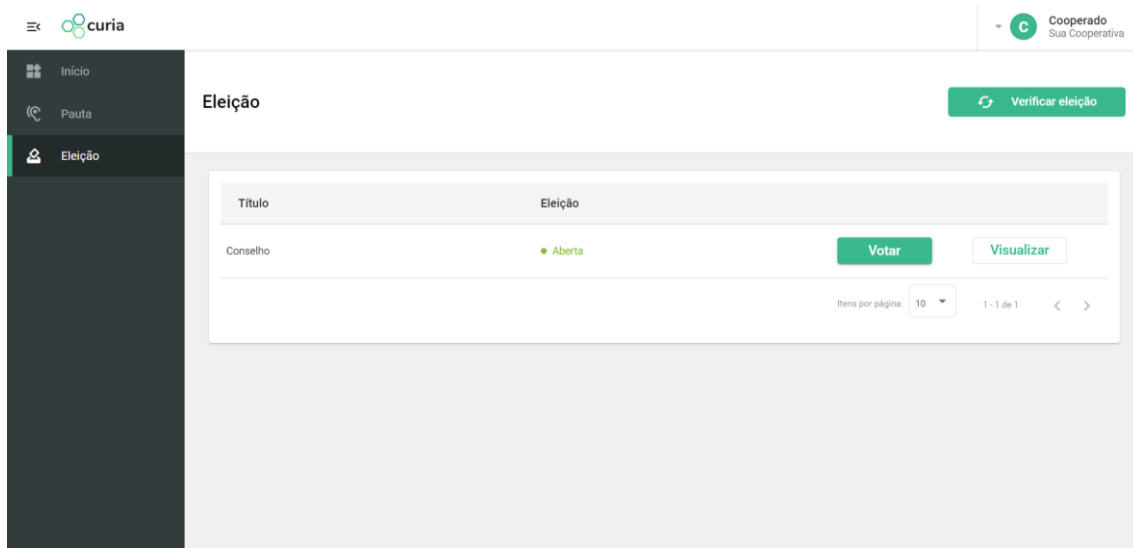 curia
C
Cooperado
Sua Cooperativa
Início
Pauta
Eleição
Eleição
Verificar eleição
Título Eleição
Conselho Aberta Votar Visualizar
Itens por página: 10 1 - 1 de 1